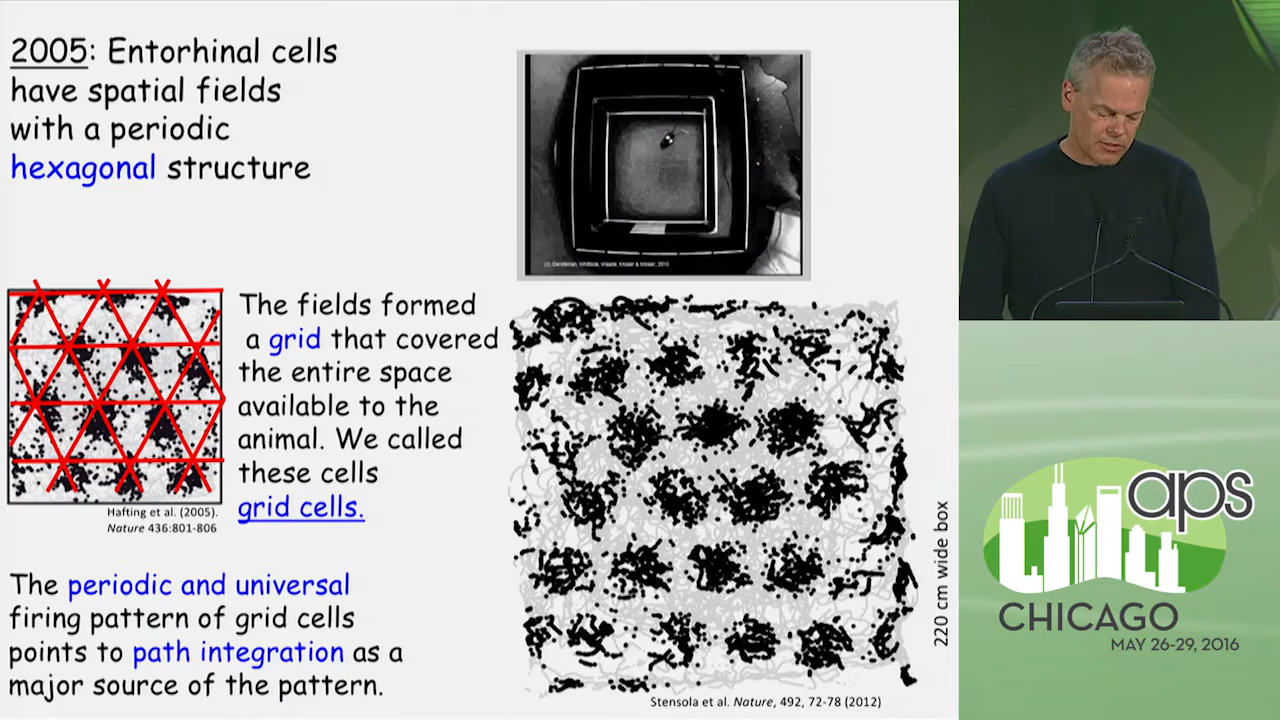 2005: Entorhinal cells
have spatial fields
with a periodic
hexagonal structure
The fields formed
a grid that covered
the entire space
available to the
animal. We called
these cells
grid cells.
Hafting et al. (2005).
Nature 436:801-806
The periodic and universal
firing pattern of grid cells
points to path integration as a
major source of the pattern.
220 cm wide box
Stensola et al. Nature, 492, 72-78 (2012)
aps
CHICAGO
MAY 26-29, 2016